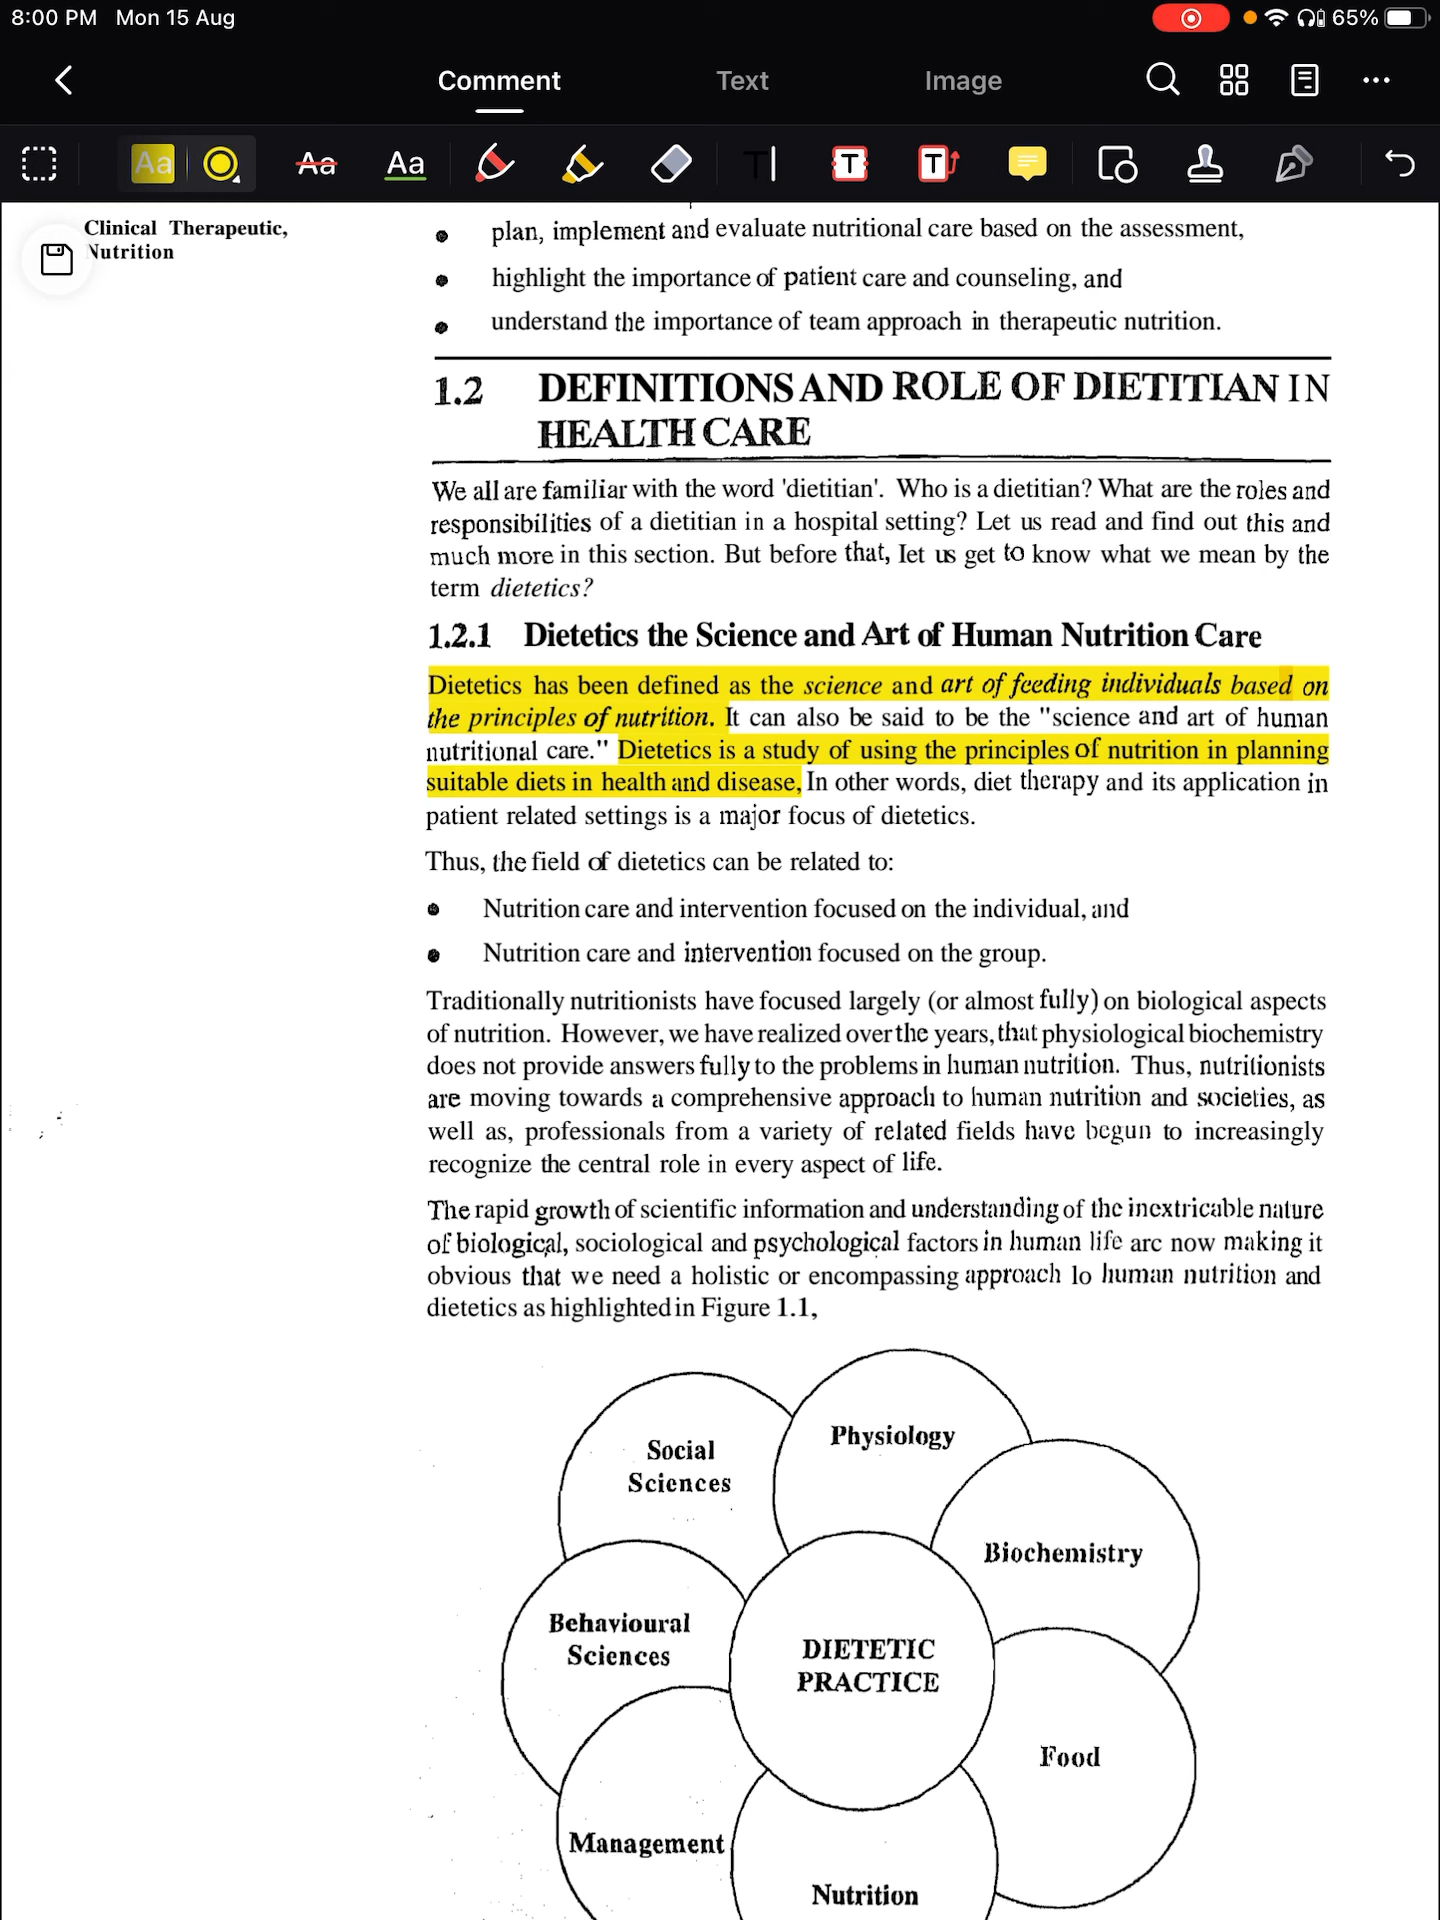 8:00 PM Mon 15 Aug
65%
Comment Text Image
Aa Aa Aa T T T
Clinical Therapeutic,
Nutrition
plan, implement and evaluate nutritional care based on the assessment,
highlight the importance of patient care and counseling, and
understand the importance of team approach in therapeutic nutrition.
1.2 DEFINITIONS AND ROLE OF DIETITIAN IN
HEALTH CARE
We all are familiar with the word 'dietitian'. Who is a dietitian? What are the roles and
responsibilities of a dietitian in a hospital setting? Let us read and find out this and
much more in this section. But before that, let us get to know what we mean by the
term dietetics?
1.2.1 Dietetics the Science and Art of Human Nutrition Care
Dietetics has been defined as the science and art of feeding individuals based on
the principles of nutrition. It can also be said to be the "science and art of human
nutritional care." Dietetics is a study of using the principles of nutrition in planning
suitable diets in health and disease, In other words, diet therapy and its application in
patient related settings is a major focus of dietetics.
Thus, the field of dietetics can be related to:
Nutrition care and intervention focused on the individual, and
Nutrition care and intervention focused on the group.
Traditionally nutritionists have focused largely (or almost fully) on biological aspects
of nutrition. However, we have realized over the years, that physiological biochemistry
does not provide answers fully to the problems in human nutrition. Thus, nutritionists
are moving towards a comprehensive approach to human nutrition and societies, as
well as, professionals from a variety of related fields have begun to increasingly
recognize the central role in every aspect of life.
The rapid growth of scientific information and understanding of the inextricable nature
of biological, sociological and psychological factors in human life are now making it
obvious that we need a holistic or encompassing approach to human nutrition and
dietetics as highlighted in Figure 1.1,
Physiology
Social
Sciences
Biochemistry
Behavioural
Sciences
DIETETIC
PRACTICE
Food
Management
Nutrition